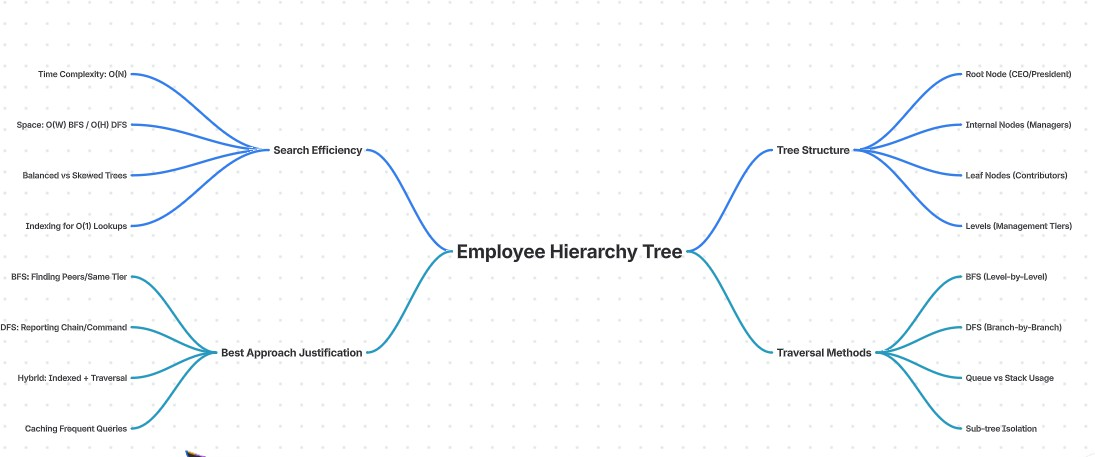 Employee Hierarchy Tree
Search Efficiency
Time Complexity: O(N)
Space: O(W) BFS / O(H) DFS
Balanced vs Skewed Trees
Indexing for O(1) Lookups
Best Approach Justification
BFS: Finding Peers/Same Tier
DFS: Reporting Chain/Command
Hybrid: Indexed + Traversal
Caching Frequent Queries
Tree Structure
Root Node (CEO/President)
Internal Nodes (Managers)
Leaf Nodes (Contributors)
Levels (Management Tiers)
Traversal Methods
BFS (Level-by-Level)
DFS (Branch-by-Branch)
Queue vs Stack Usage
Sub-tree Isolation